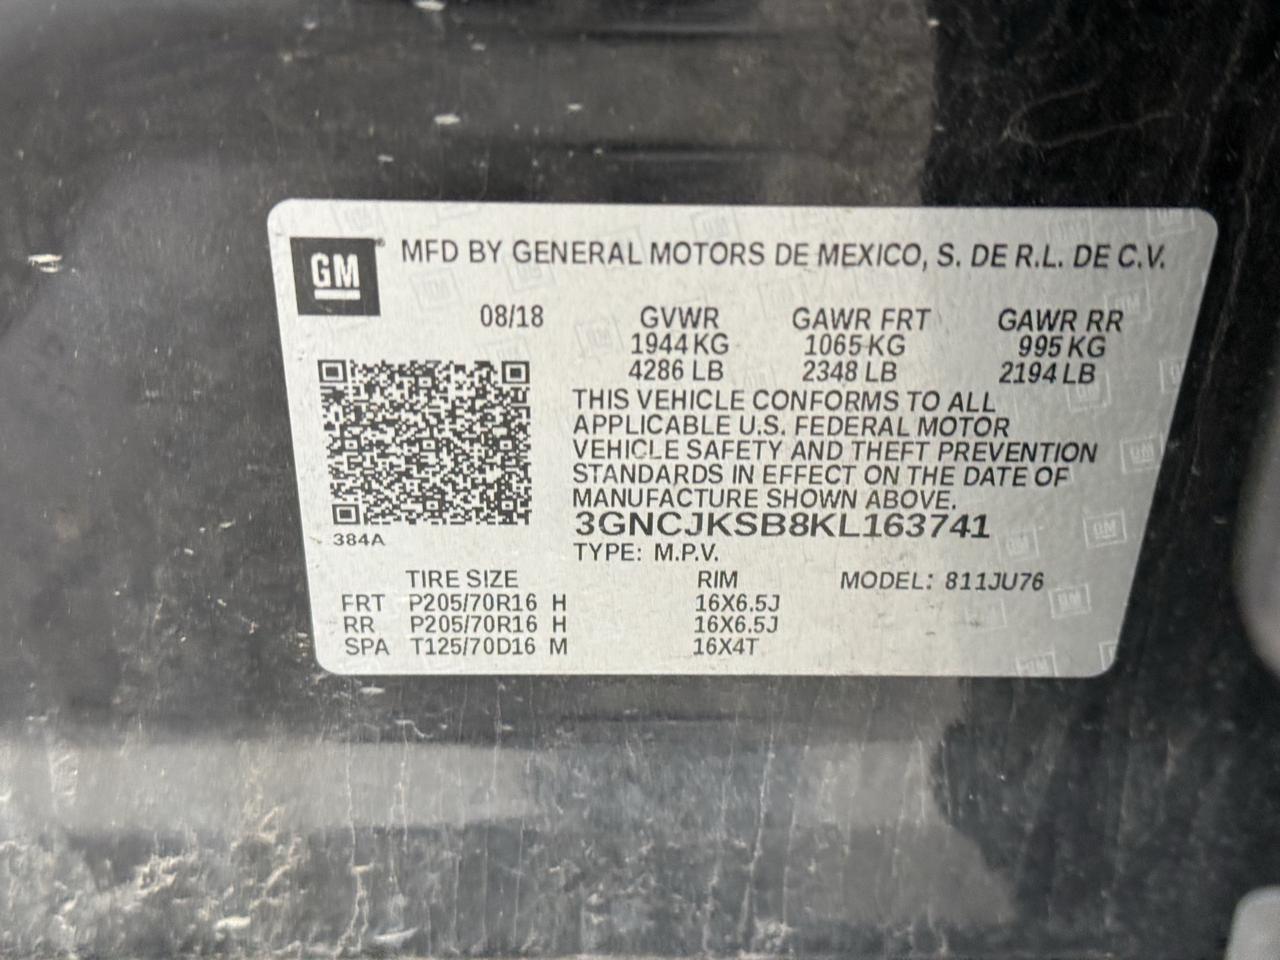 GM
MFD BY GENERAL MOTORS DE MEXICO, S. DE R.L. DE C.V.
08/18 GVWR GAWR FRT GAWR RR
1944 KG 1065 KG 995 KG
4286 LB 2348 LB 2194 LB
THIS VEHICLE CONFORMS TO ALL
APPLICABLE U.S. FEDERAL MOTOR
VEHICLE SAFETY AND THEFT PREVENTION
STANDARDS IN EFFECT ON THE DATE OF
MANUFACTURE SHOWN ABOVE.
3GNCJKSB8KL163741
384A
TYPE: M.P.V.
TIRE SIZE RIM MODEL: 811JU76
FRT P205/70R16 H 16X6.5J
RR P205/70R16 H 16X6.5J
SPA T125/70D16 M 16X4T